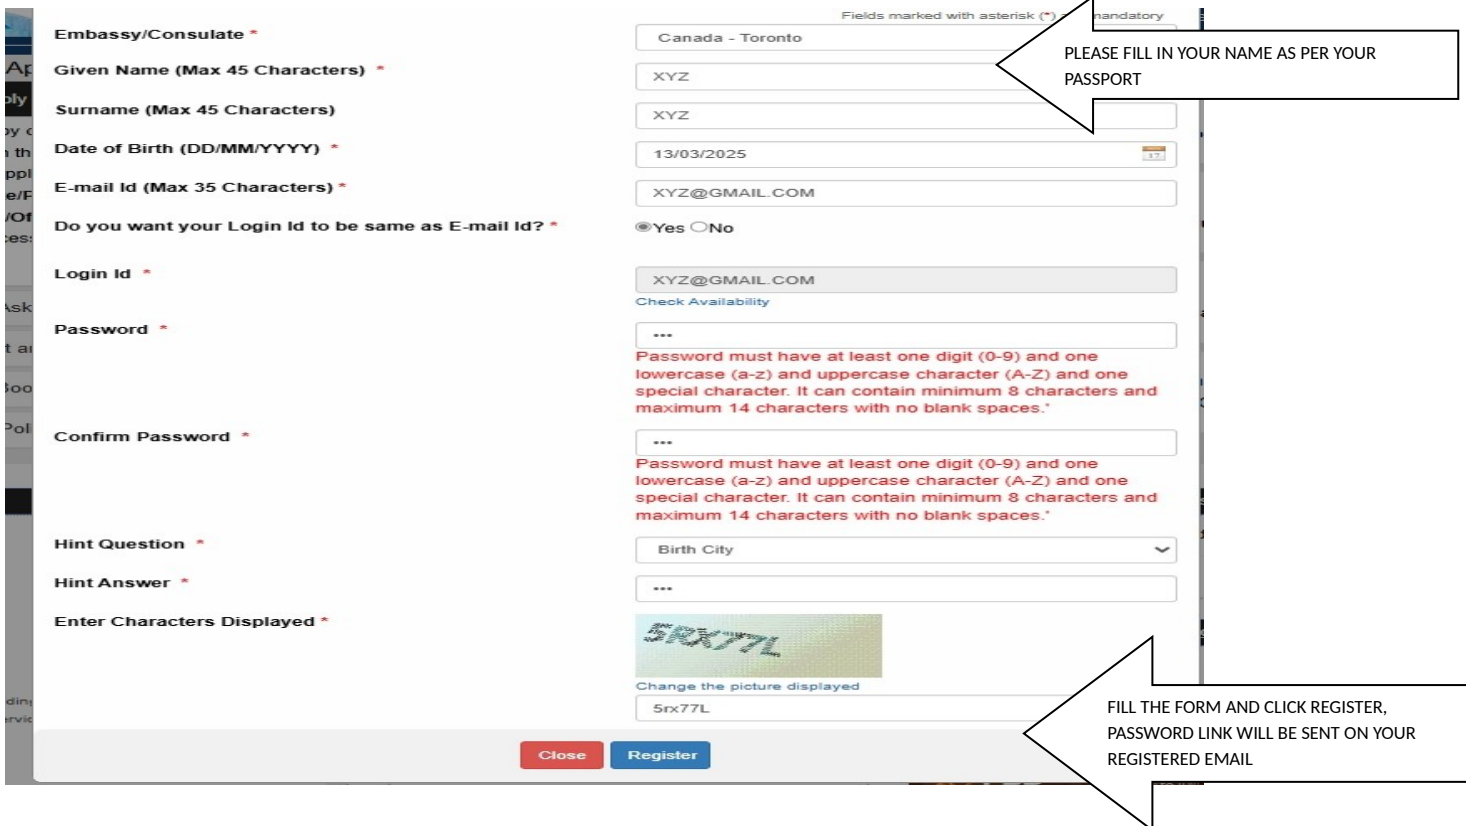 Fields marked with asterisk (*) mandatory
Embassy/Consulate *
Canada - Toronto
PLEASE FILL IN YOUR NAME AS PER YOUR
PASSPORT
Given Name (Max 45 Characters) *
XYZ
Surname (Max 45 Characters)
XYZ
Date of Birth (DD/MM/YYYY) *
13/03/2025
17
E-mail Id (Max 35 Characters) *
XYZ@GMAIL.COM
Do you want your Login Id to be same as E-mail Id? *
Yes No
Login Id *
XYZ@GMAIL.COM
Check Availability
Password *
•••
Password must have at least one digit (0-9) and one
lowercase (a-z) and uppercase character (A-Z) and one
special character. It can contain minimum 8 characters and
maximum 14 characters with no blank spaces.'
Confirm Password *
•••
Password must have at least one digit (0-9) and one
lowercase (a-z) and uppercase character (A-Z) and one
special character. It can contain minimum 8 characters and
maximum 14 characters with no blank spaces.'
Hint Question *
Birth City
Hint Answer *
•••
Enter Characters Displayed *
5RX77L
Change the picture displayed
5rx77L
FILL THE FORM AND CLICK REGISTER,
PASSWORD LINK WILL BE SENT ON YOUR
REGISTERED EMAIL
Close
Register